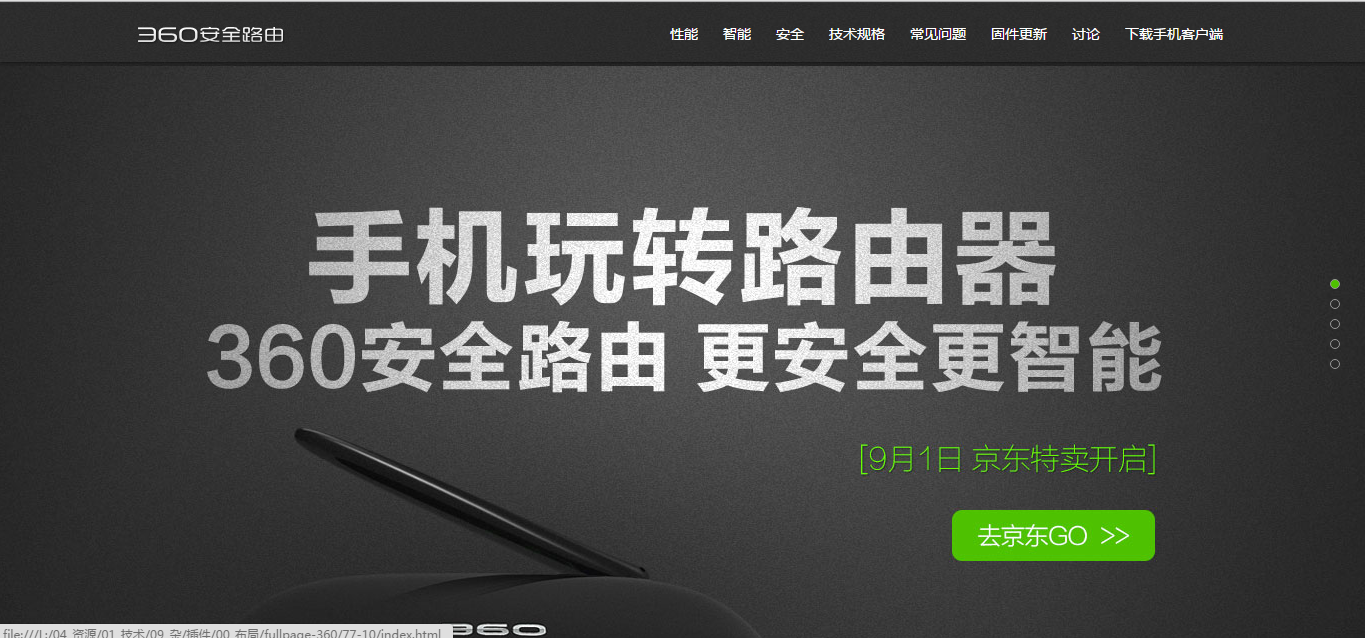 360安全路由
性能 智能 安全 技术规格 常见问题 固件更新 讨论 下载手机客户端
手机玩转路由器
360安全路由 更安全更智能
[9月1日 京东特卖开启]
去京东GO >>
360
file:///L:/04_资源/01_技术/09_杂/插件/00_布局/fullpage-360/77-10/index.html